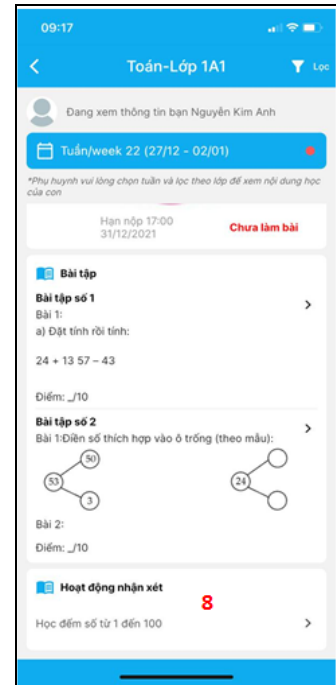 09:17
Toán-Lớp 1A1
Lọc
Đang xem thông tin bạn Nguyễn Kim Anh
Tuần/week 22 (27/12 - 02/01)
*Phụ huynh vui lòng chọn tuần và lọc theo lớp để xem nội dung học
của con
Hạn nộp 17:00
31/12/2021
Chưa làm bài
Bài tập
Bài tập số 1
Bài 1:
a) Đặt tính rồi tính:
24 + 13 57 – 43
Điểm: _/10
Bài tập số 2
Bài 1:Điền số thích hợp vào ô trống (theo mẫu):
50
53
3
24
Bài 2:
Điểm: _/10
Hoạt động nhận xét
8
Học đếm số từ 1 đến 100